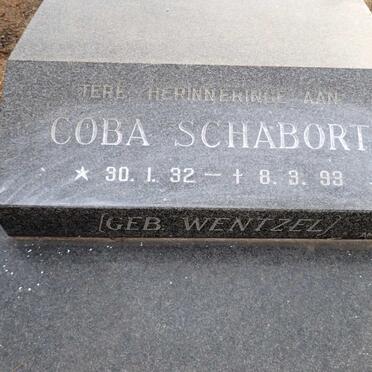 TERE HERINNERINGE AAN
COBA SCHABORT
★ 30.1.32 — † 8.3.93
(GEB. WENTZEL)